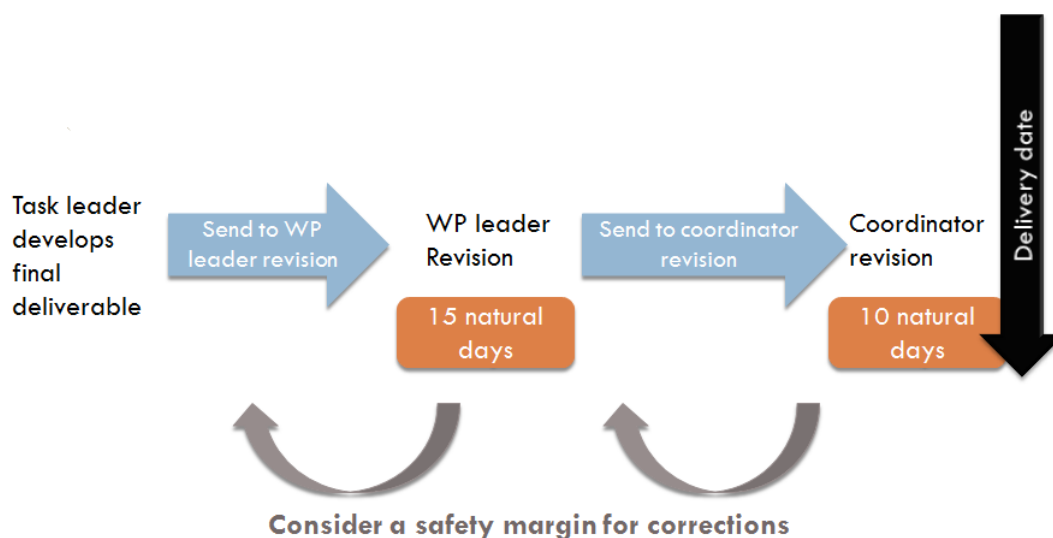 Task leader
develops
final
deliverable
Send to WP
leader revision
WP leader
Revision
15 natural
days
Send to coordinator
revision
Coordinator
revision
10 natural
days
Delivery date
Consider a safety margin for corrections